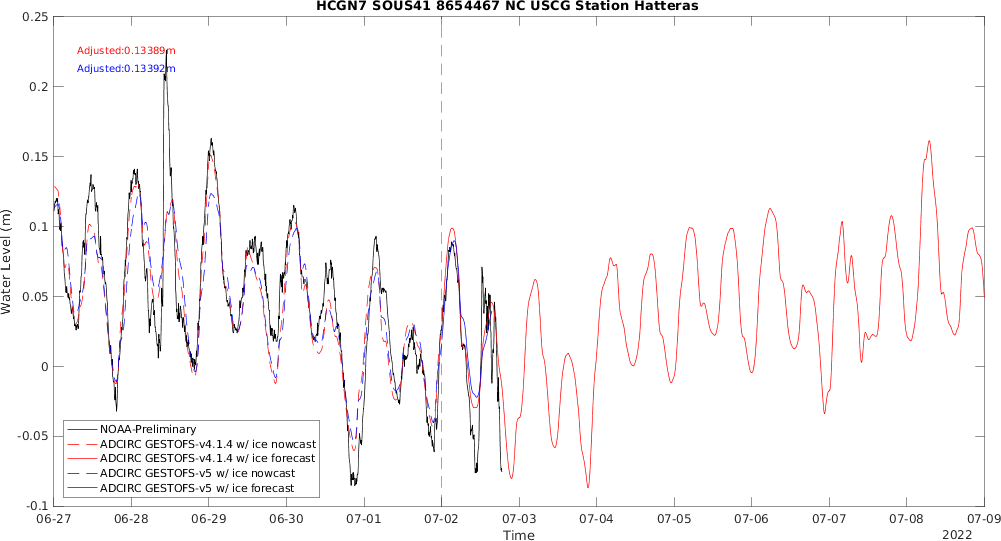 HCGN7 SOUS41 8654467 NC USCG Station Hatteras
Adjusted:0.13389m
Adjusted:0.13392m
Water Level (m)
0.25
0.2
0.15
0.1
0.05
0
-0.05
-0.1
NOAA-Preliminary
ADCIRC GESTOFS-v4.1.4 w/ ice nowcast
ADCIRC GESTOFS-v4.1.4 w/ ice forecast
ADCIRC GESTOFS-v5 w/ ice nowcast
ADCIRC GESTOFS-v5 w/ ice forecast
06-27 06-28 06-29 06-30 07-01 07-02 07-03 07-04 07-05 07-06 07-07 07-08 07-09
Time
2022